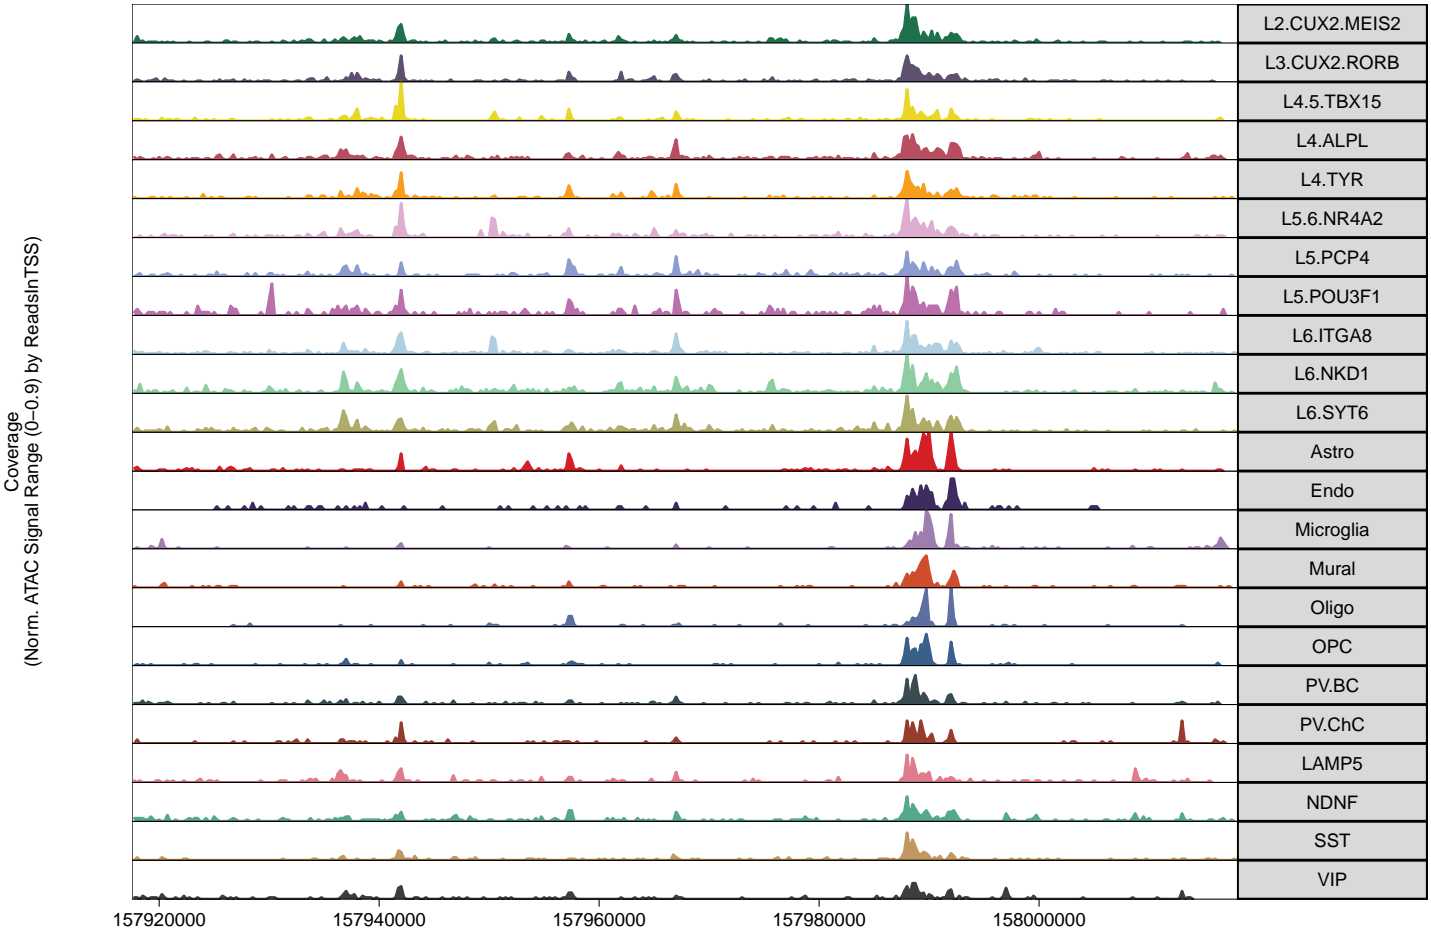 Coverage
(Norm. ATAC Signal Range (0–0.9) by ReadsInTSS)
L2.CUX2.MEIS2
L3.CUX2.RORB
L4.5.TBX15
L4.ALPL
L4.TYR
L5.6.NR4A2
L5.PCP4
L5.POU3F1
L6.ITGA8
L6.NKD1
L6.SYT6
Astro
Endo
Microglia
Mural
Oligo
OPC
PV.BC
PV.ChC
LAMP5
NDNF
SST
VIP
157920000 157940000 157960000 157980000 158000000